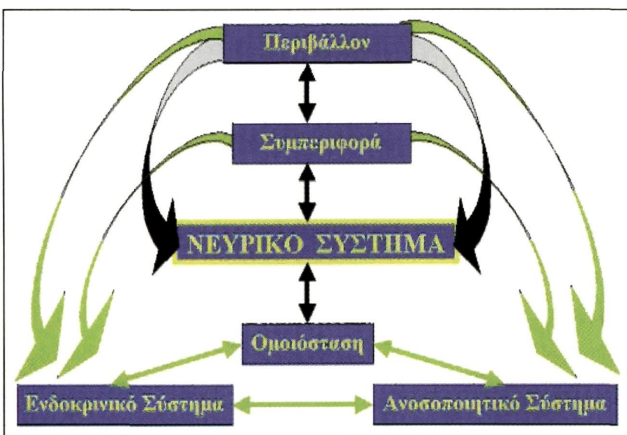 Περιβάλλον
Συμπεριφορά
ΝΕΥΡΙΚΟ ΣΥΣΤΗΜΑ
Ομοιόσταση
Ενδοκρινικό Σύστημα
Ανοσοποιητικό Σύστημα